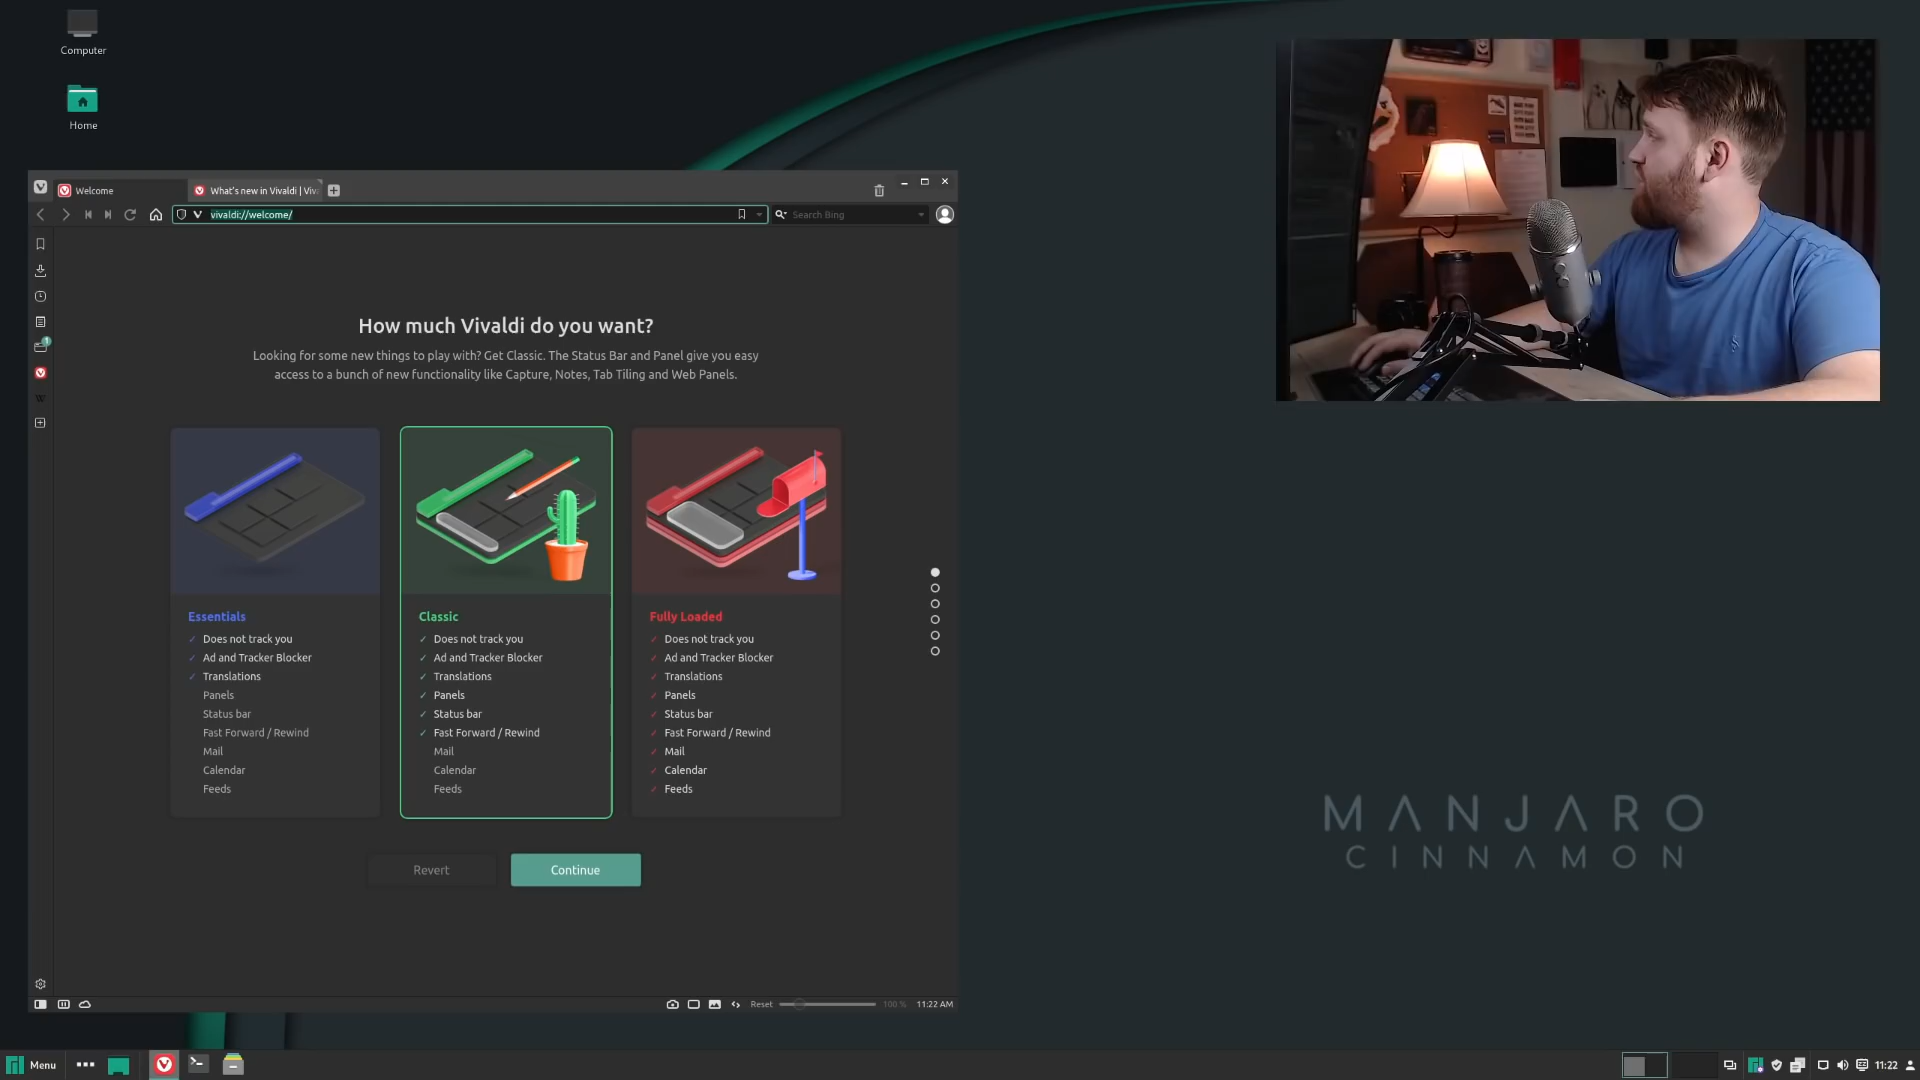 Computer
Home
Welcome
What's new in Vivaldi | Viv
vivaldi://welcome/
Search Bing
How much Vivaldi do you want?
Looking for some new things to play with? Get Classic. The Status Bar and Panel give you easy
access to a bunch of new functionality like Capture, Notes, Tab Tiling and Web Panels.
Essentials
✓ Does not track you
✓ Ad and Tracker Blocker
✓ Translations
Panels
Status bar
Fast Forward / Rewind
Mail
Calendar
Feeds
Classic
✓ Does not track you
✓ Ad and Tracker Blocker
✓ Translations
✓ Panels
✓ Status bar
✓ Fast Forward / Rewind
Mail
Calendar
Feeds
Fully Loaded
✓ Does not track you
✓ Ad and Tracker Blocker
✓ Translations
✓ Panels
✓ Status bar
✓ Fast Forward / Rewind
✓ Mail
✓ Calendar
✓ Feeds
Revert
Continue
Reset
100 %
11:22 AM
MANJARO
CINNAMON
Menu
11:22